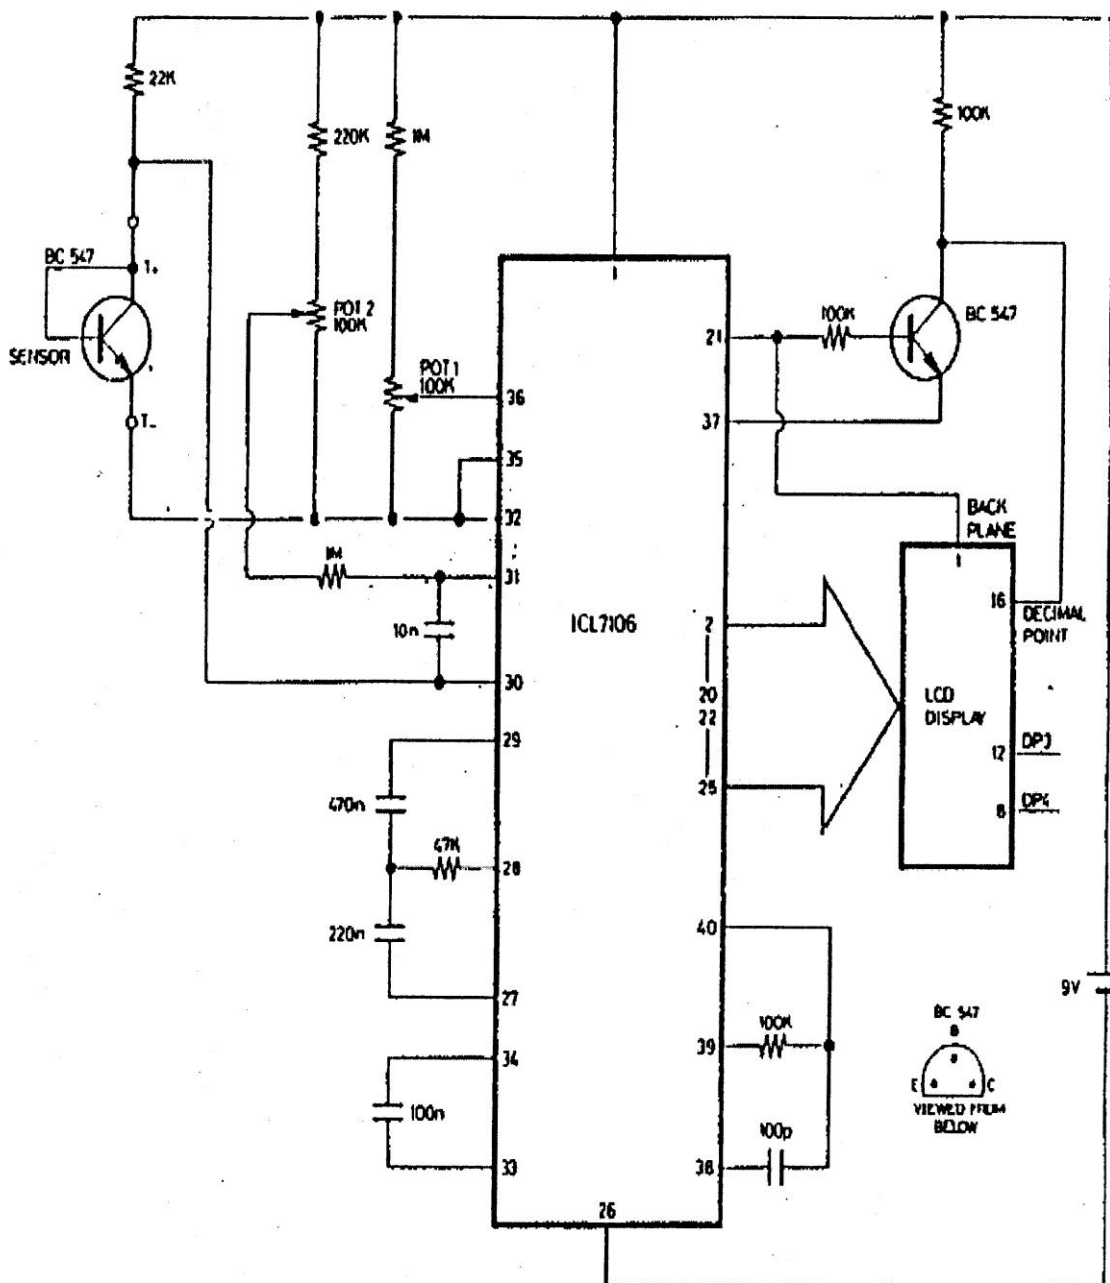 22K
220K
1M
100K
BC 547
T+
SENSOR
T-
POT 2
100K
POT 1
100K
1
36
35
32
31
30
29
28
27
34
33
26
21
37
2
20
22
25
40
39
38
ICL7106
100K
BC 547
BACK
PLANE
1
16
DECIMAL
POINT
LCD
DISPLAY
12
DP3
8
DP4
1M
10n
470n
47K
220n
100n
100K
100p
9V
BC 547
B
E
C
VIEWED FROM
BELOW